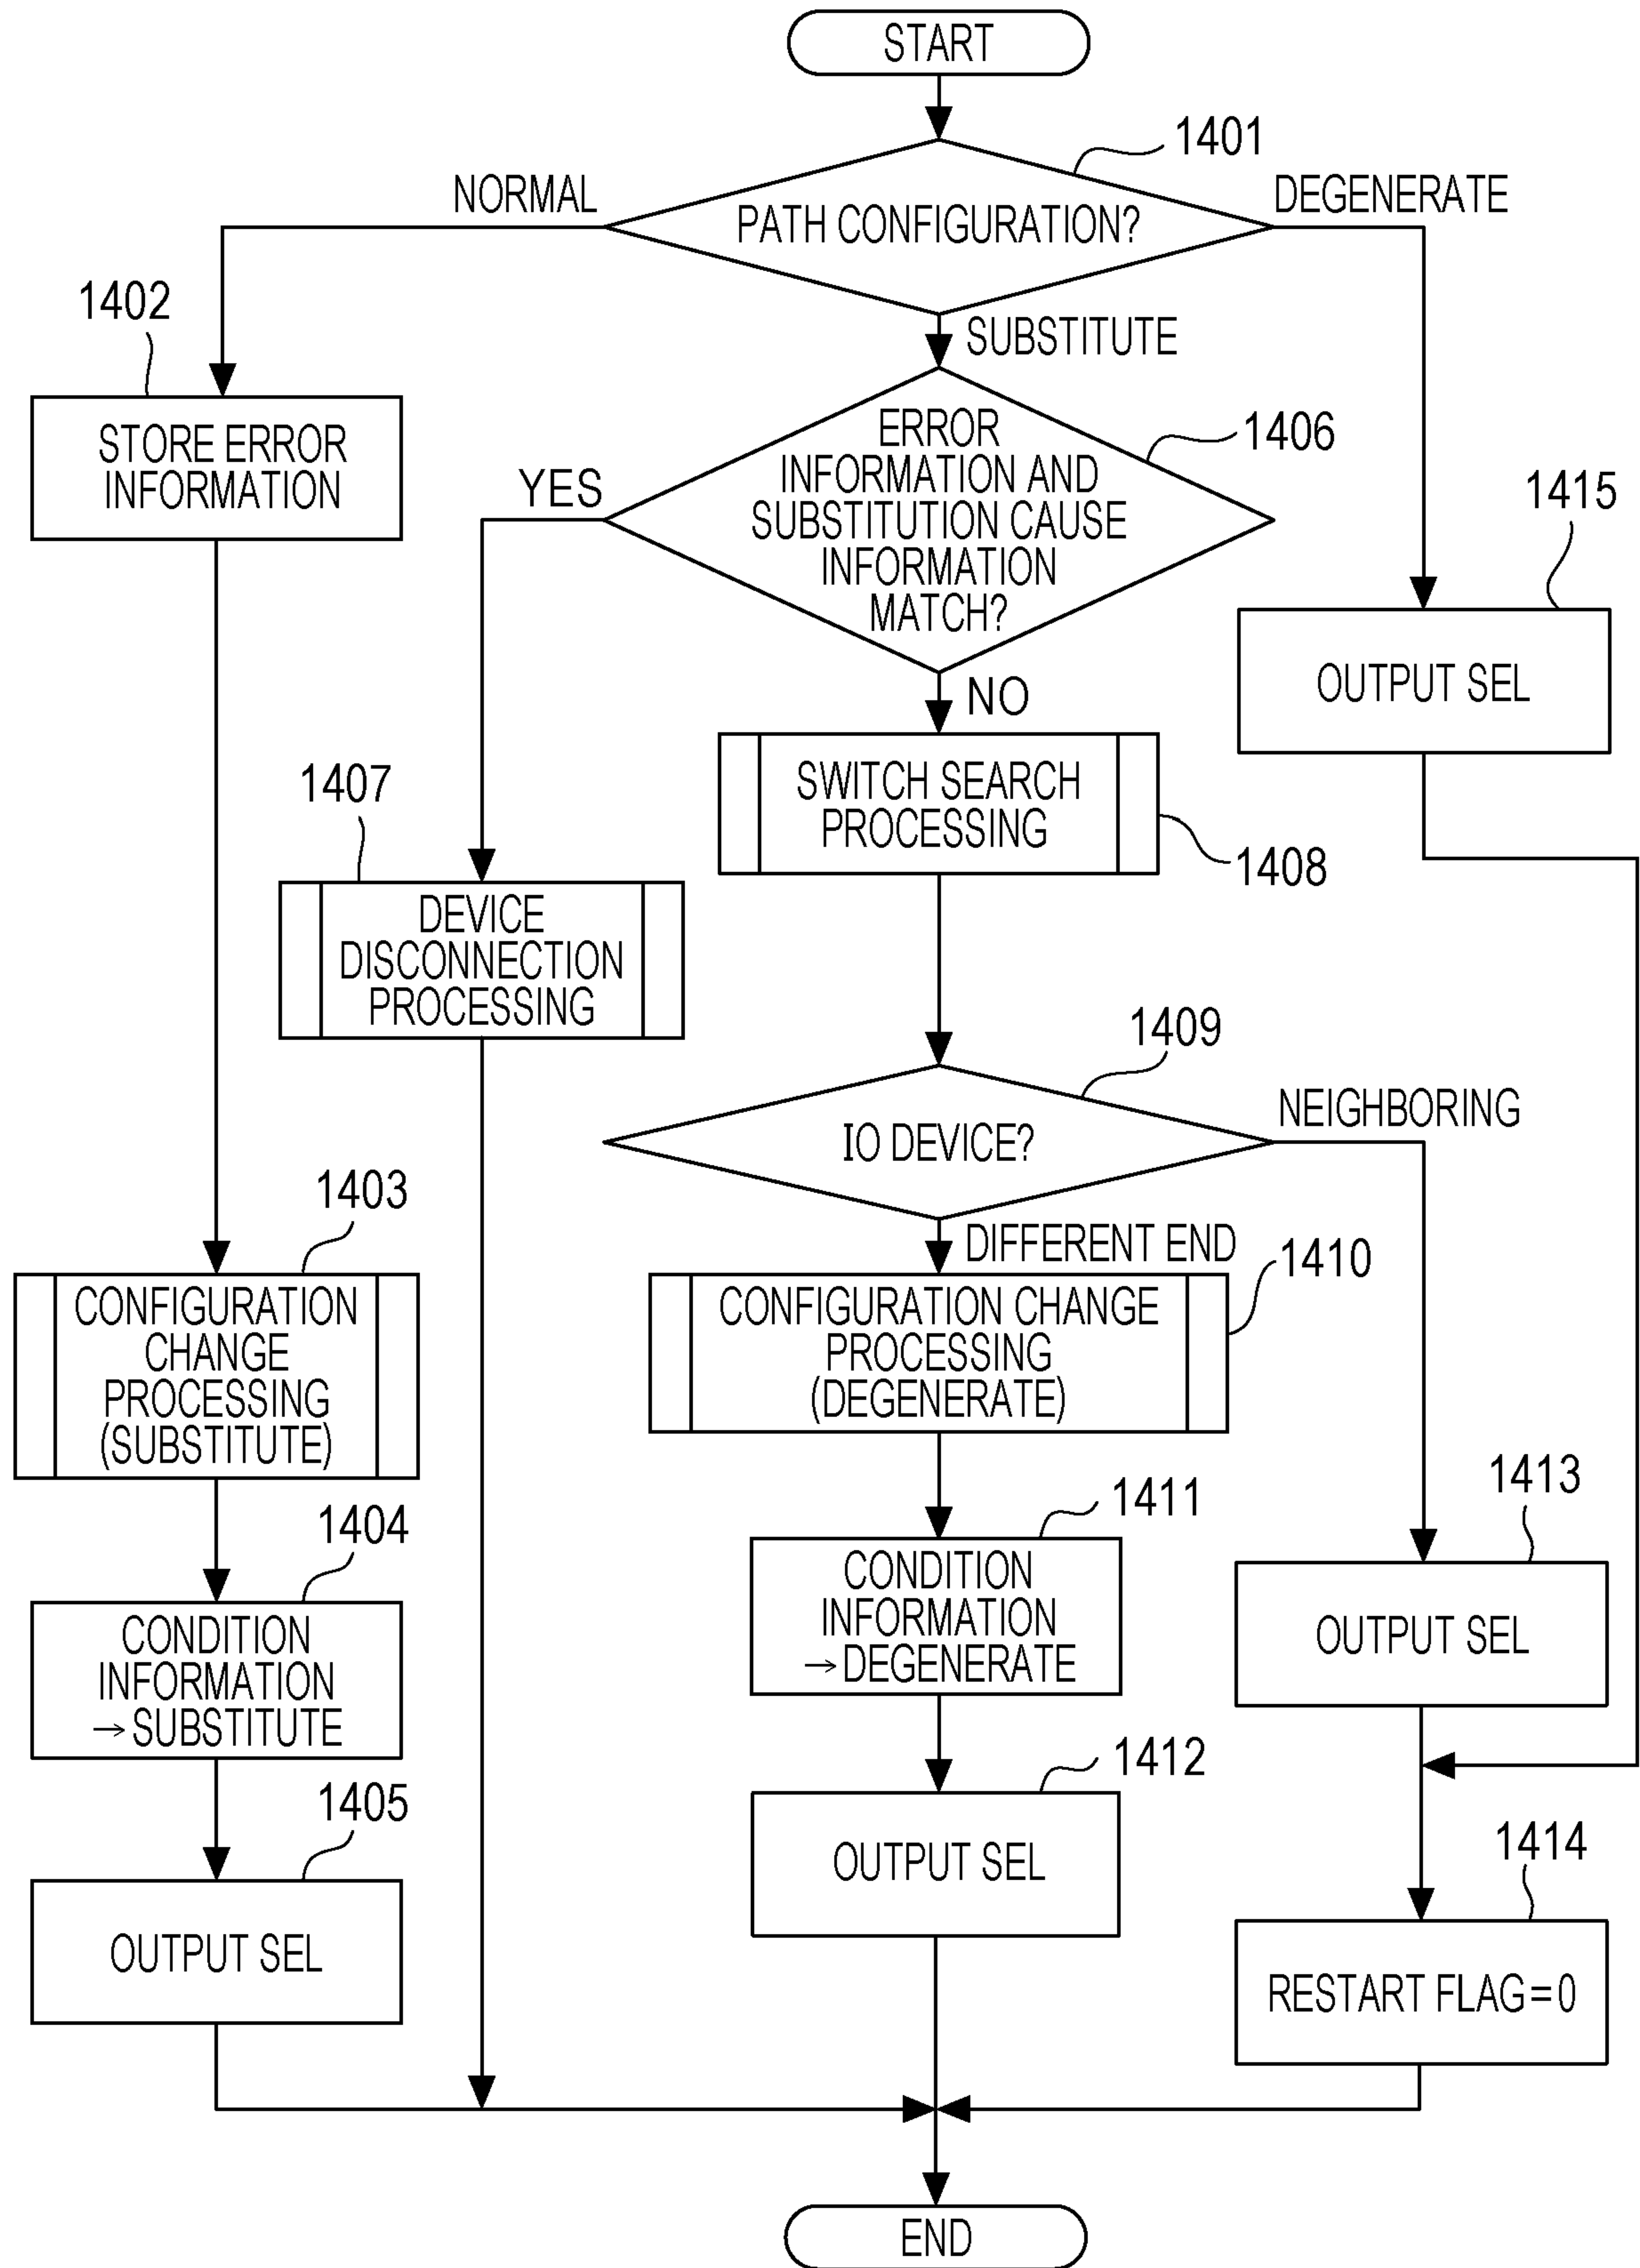 START
1401
NORMAL
DEGENERATE
PATH CONFIGURATION?
1402
SUBSTITUTE
STORE ERROR
INFORMATION
ERROR
INFORMATION AND
SUBSTITUTION CAUSE
INFORMATION
MATCH?
1406
YES
1415
OUTPUT SEL
NO
1407
SWITCH SEARCH
PROCESSING
1408
DEVICE
DISCONNECTION
PROCESSING
1409
NEIGHBORING
IO DEVICE?
1403
DIFFERENT END
1410
CONFIGURATION
CHANGE
PROCESSING
(SUBSTITUTE)
CONFIGURATION CHANGE
PROCESSING
(DEGENERATE)
1413
1411
1404
CONDITION
INFORMATION
→DEGENERATE
CONDITION
INFORMATION
→SUBSTITUTE
OUTPUT SEL
1412
1405
OUTPUT SEL
1414
OUTPUT SEL
RESTART FLAG=0
END